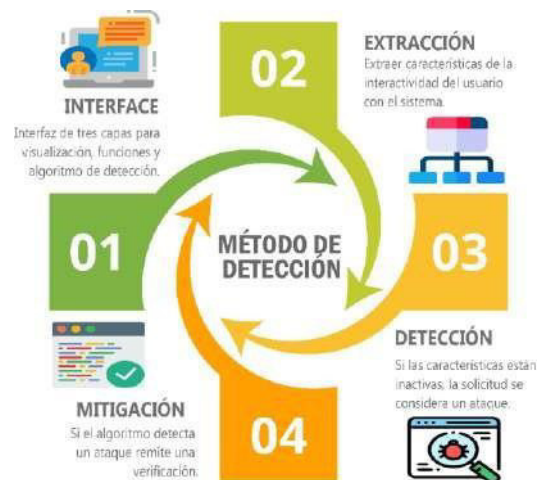 01
INTERFACE
Interfaz de tres capas para
visualización, funciones y
algoritmo de detección.
02
EXTRACCIÓN
Extraer características de la
interactividad del usuario
con el sistema.
MÉTODO DE
DETECCIÓN
03
DETECCIÓN
Si las características están
inactivas, la solicitud se
considera un ataque.
04
MITIGACIÓN
Si el algoritmo detecta
un ataque remite una
verificación.